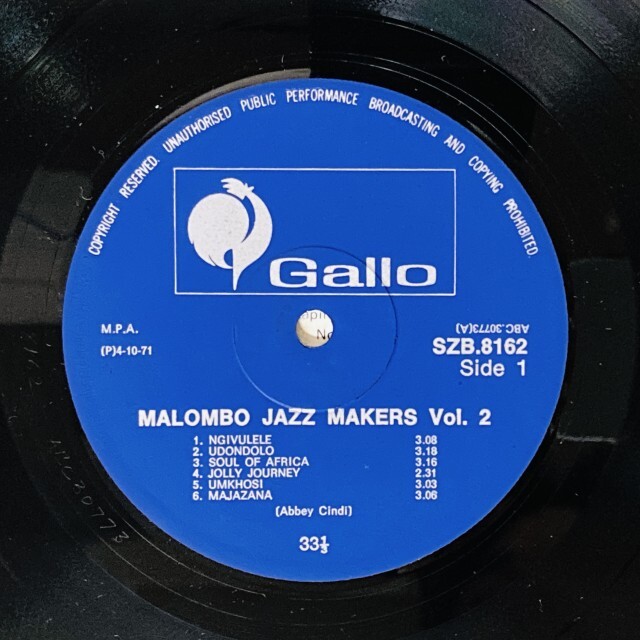 COPYRIGHT RESERVED. UNAUTHORISED PUBLIC PERFORMANCE BROADCASTING AND COPYING PROHIBITED.
Gallo
M.P.A.
(P)4-10-71
ABC.30773(A)
SZB.8162
Side 1
MALOMBO JAZZ MAKERS Vol. 2
1. NGIVULELE 3.08
2. UDONDOLO 3.18
3. SOUL OF AFRICA 3.16
4. JOLLY JOURNEY 2.31
5. UMKHOSI 3.03
6. MAJAZANA 3.06
(Abbey Cindi)
33⅓